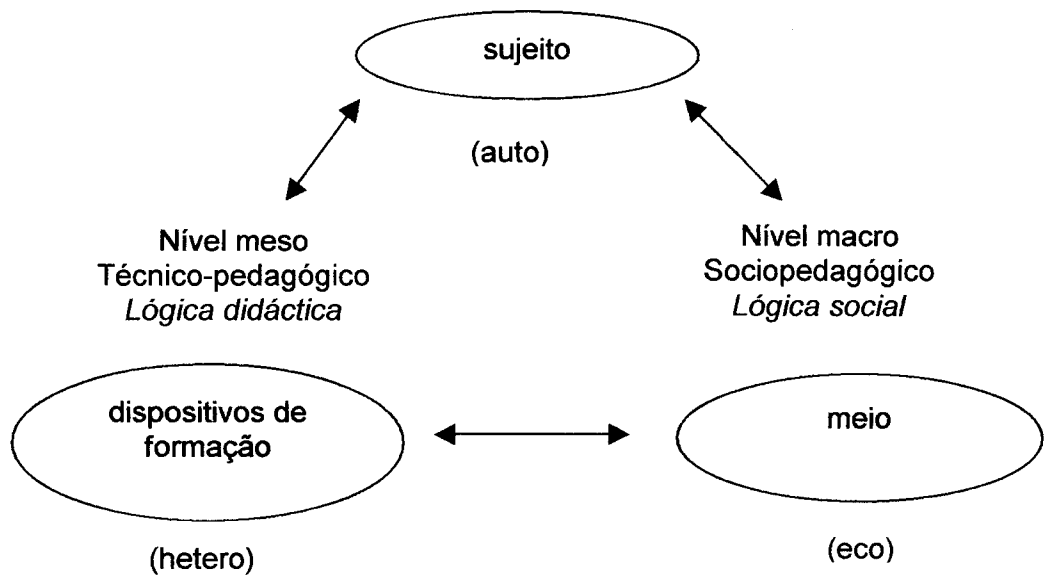 sujeito
(auto)
Nível meso
Técnico-pedagógico
Lógica didáctica
Nível macro
Sociopedagógico
Lógica social
dispositivos de
formação
meio
(hetero)
(eco)